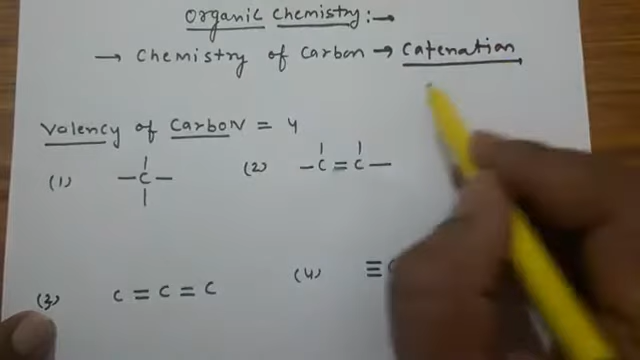 Organic Chemistry:→
→ Chemistry of Carbon → Catenation
Valency of Carbon = 4
(1) –C– (2) –C=C–
(3) C=C=C (4) ≡C